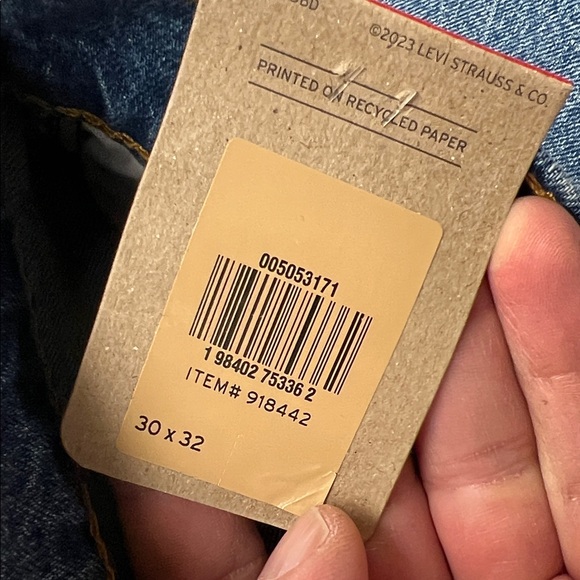 ©2023 LEVI STRAUSS & CO.
PRINTED ON RECYCLED PAPER
005053171
1 98402 75336 2
ITEM# 918442
30 x 32